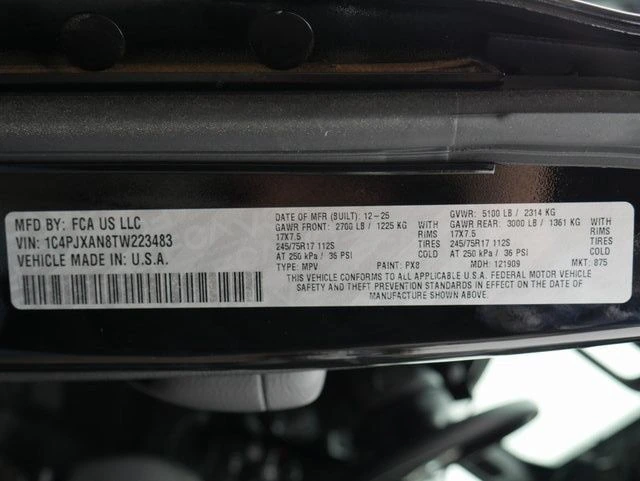 MFD BY: FCA US LLC
VIN: 1C4PJXAN8TW223483
VEHICLE MADE IN: U.S.A.
DATE OF MFR (BUILT): 12-25 GVWR: 5100 LB / 2314 KG
GAWR FRONT: 2700 LB / 1225 KG WITH GAWR REAR: 3000 LB / 1361 KG WITH
17X7.5 RIMS 17X7.5 RIMS
245/75R17 112S TIRES 245/75R17 112S TIRES
AT 250 kPa / 36 PSI COLD AT 250 kPa / 36 PSI COLD
TYPE: MPV PAINT: PX8 MDH: 121909 MKT: 875
THIS VEHICLE CONFORMS TO ALL APPLICABLE U.S.A. FEDERAL MOTOR VEHICLE
SAFETY AND THEFT PREVENTION STANDARDS IN EFFECT ON THE DATE OF
MANUFACTURE SHOWN ABOVE.